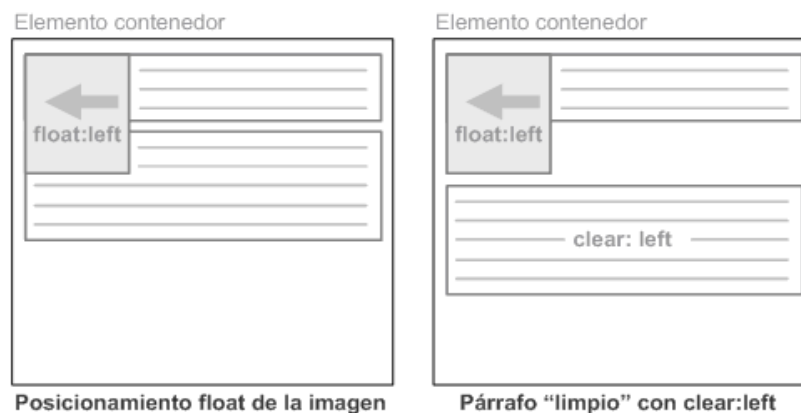 Elemento contenedor
float:left
Posicionamiento float de la imagen
Elemento contenedor
float:left
clear: left
Párrafo “limpio” con clear:left